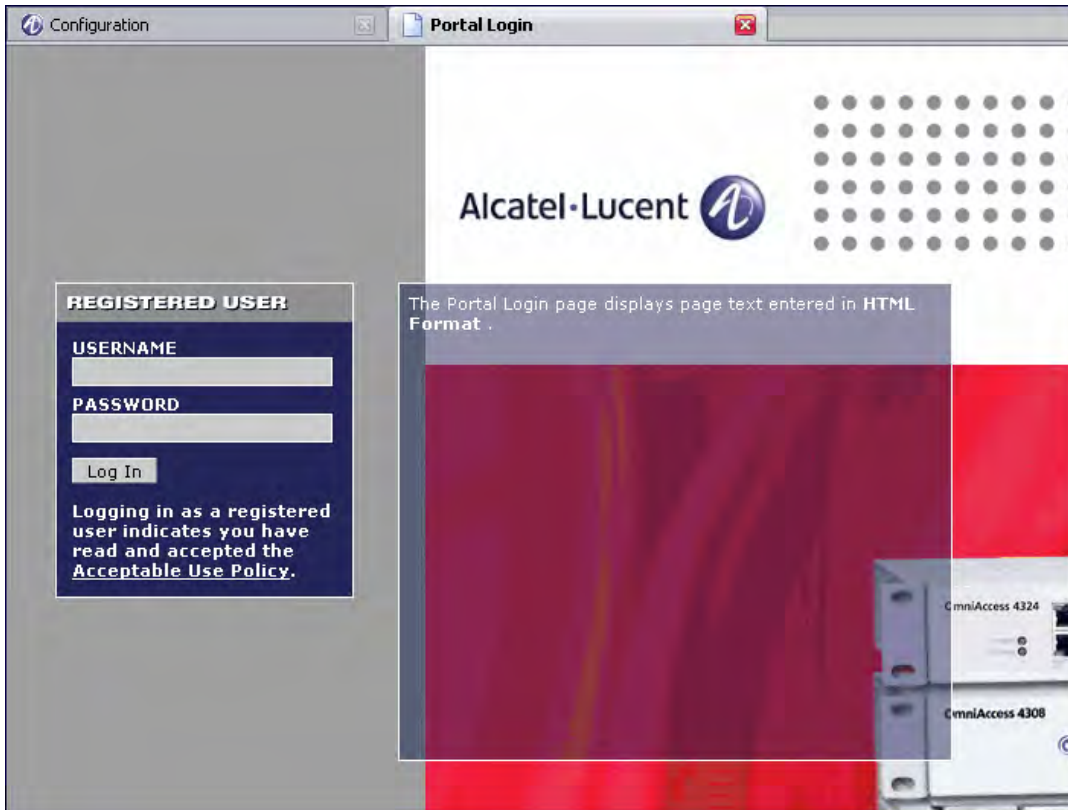 Configuration
Portal Login
Alcatel·Lucent
REGISTERED USER
USERNAME
PASSWORD
Log In
Logging in as a registered
user indicates you have
read and accepted the
Acceptable Use Policy.
The Portal Login page displays page text entered in HTML
Format .
OmniAccess 4324
OmniAccess 4308